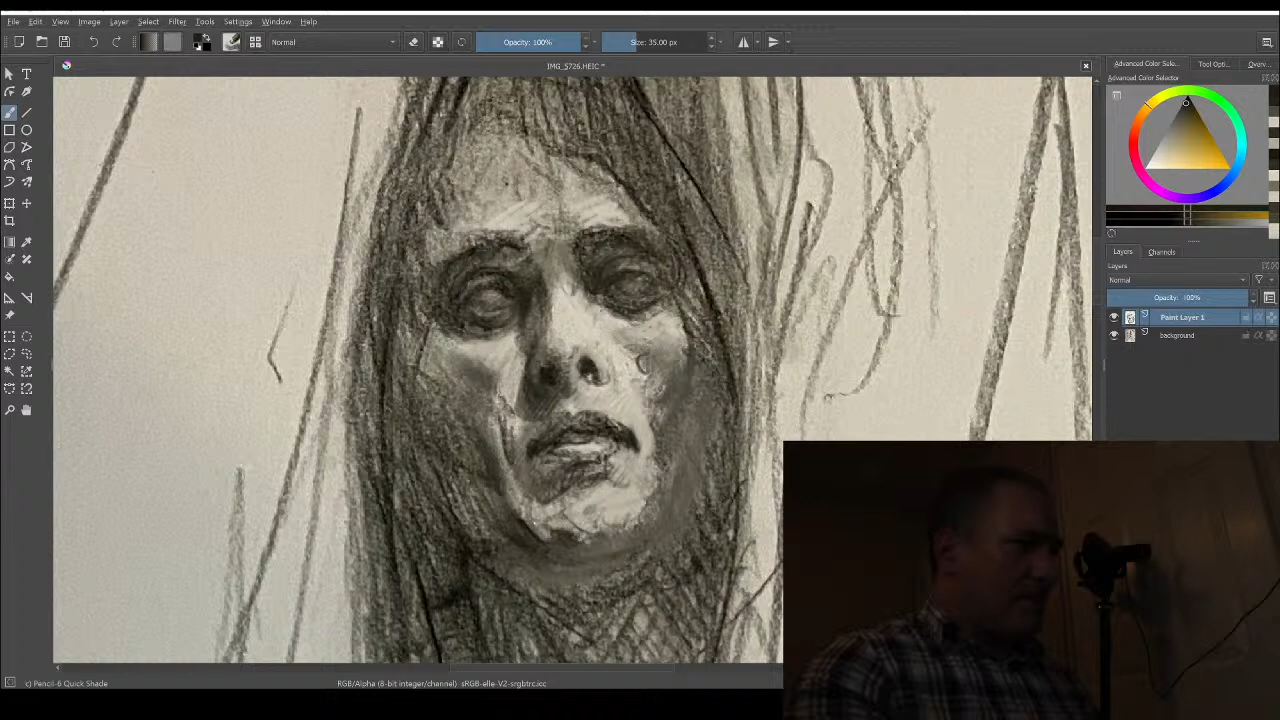 File Edit View Image Layer Select Filter Tools Settings Window Help
Normal Opacity: 100% Size: 35.00 px
IMG_5726.HEIC *
Advanced Color Sele... Tool Opti... Overv...
Advanced Color Selector
Layers Channels
Layers
Normal
Opacity: 100%
Paint Layer 1
background
c) Pencil-6 Quick Shade RGB/Alpha (8-bit integer/channel) sRGB-elle-V2-srgbtrc.icc